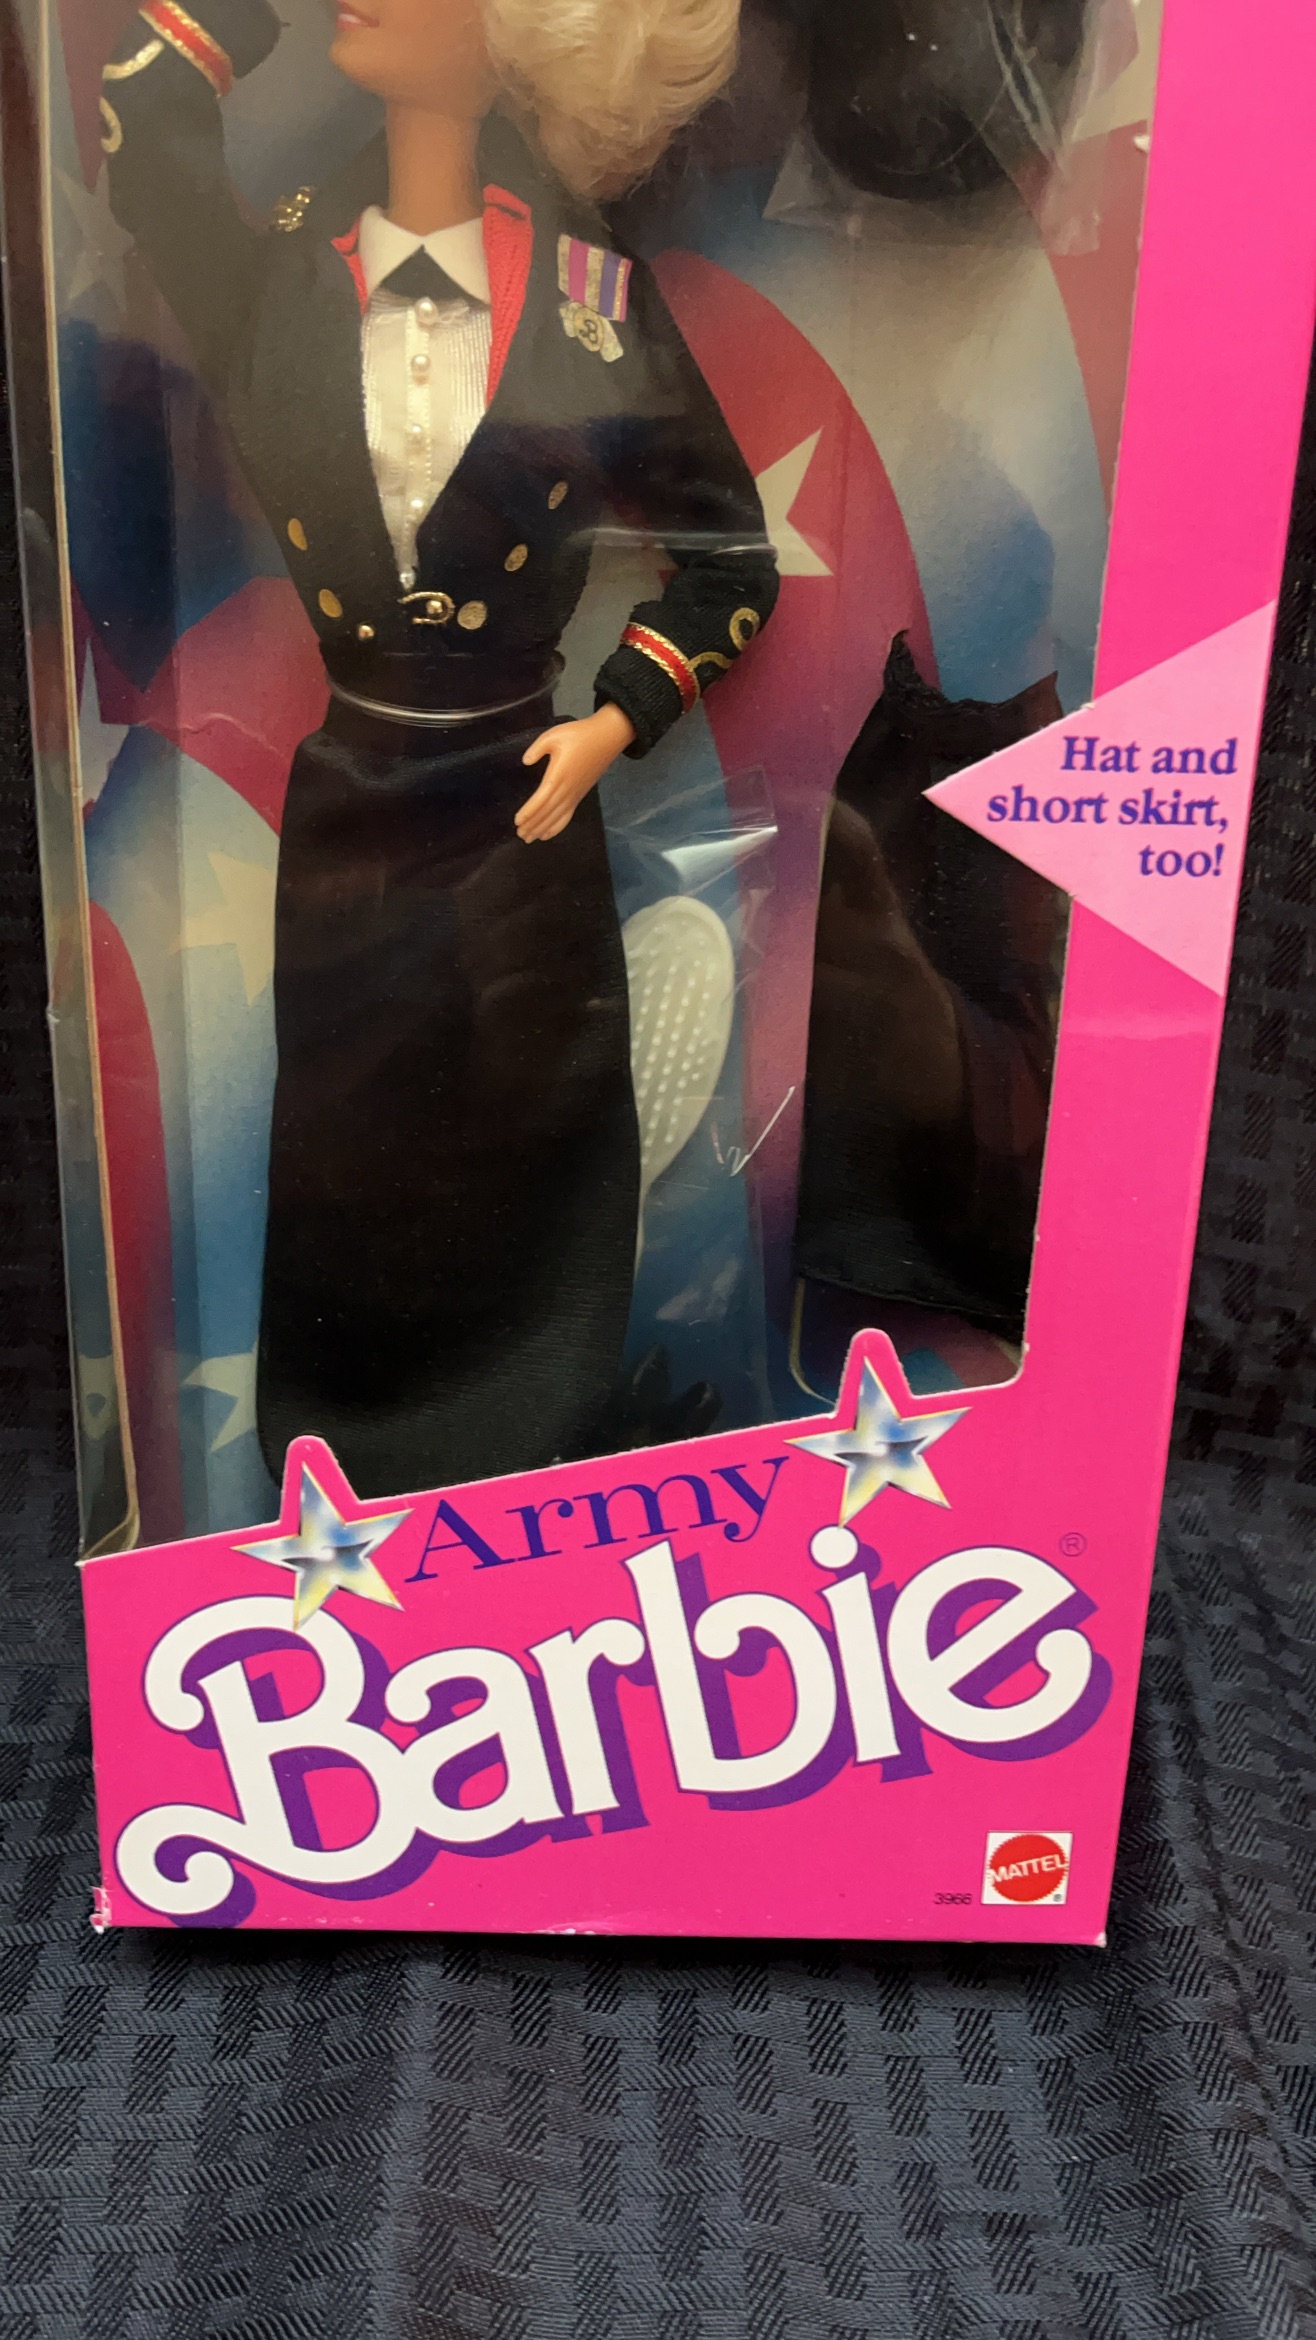 Hat and
short skirt,
too!
Army
Barbie®
MATTEL
3966